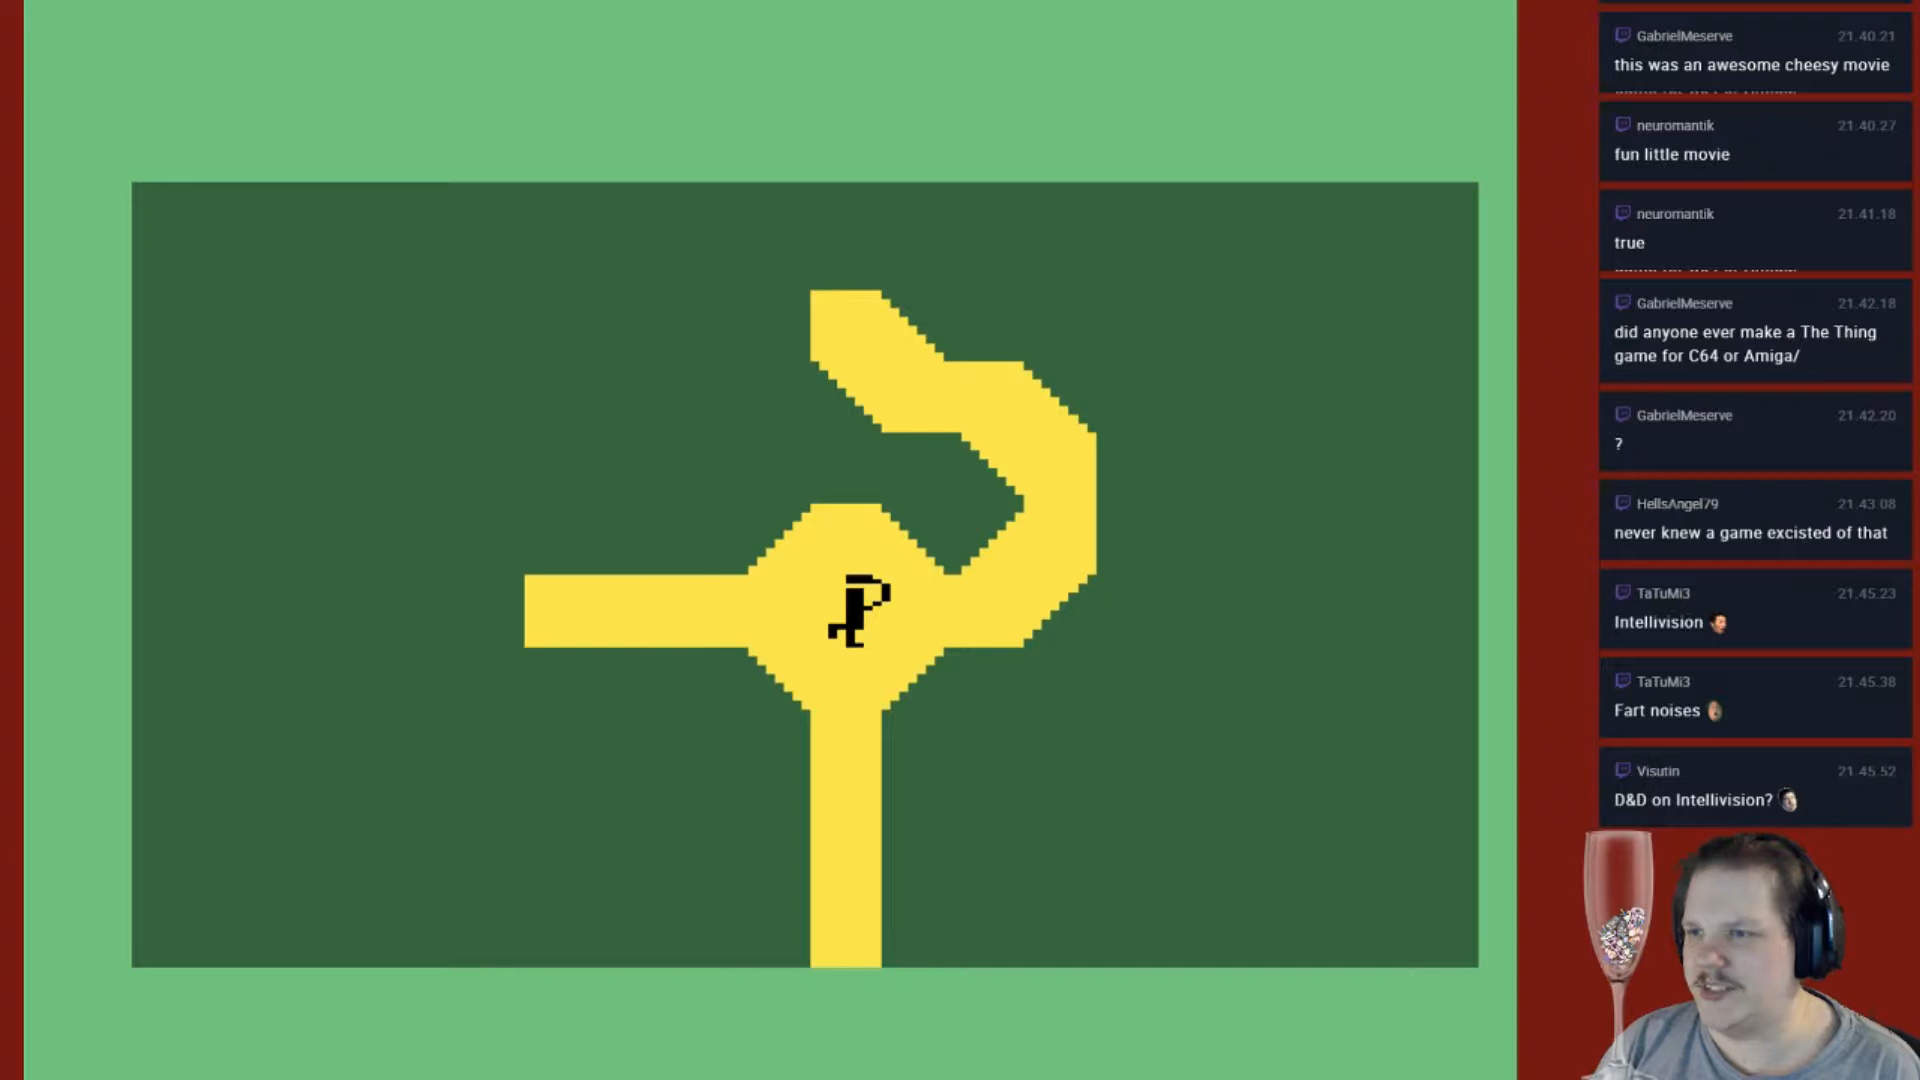 GabrielMeserve 21.40.21
this was an awesome cheesy movie
neuromantik 21.40.27
fun little movie
neuromantik 21.41.18
true
GabrielMeserve 21.42.18
did anyone ever make a The Thing
game for C64 or Amiga/
GabrielMeserve 21.42.20
?
HellsAngel79 21.43.08
never knew a game excisted of that
TaTuMi3 21.45.23
Intellivision
TaTuMi3 21.45.38
Fart noises
Visutin 21.45.52
D&D on Intellivision?